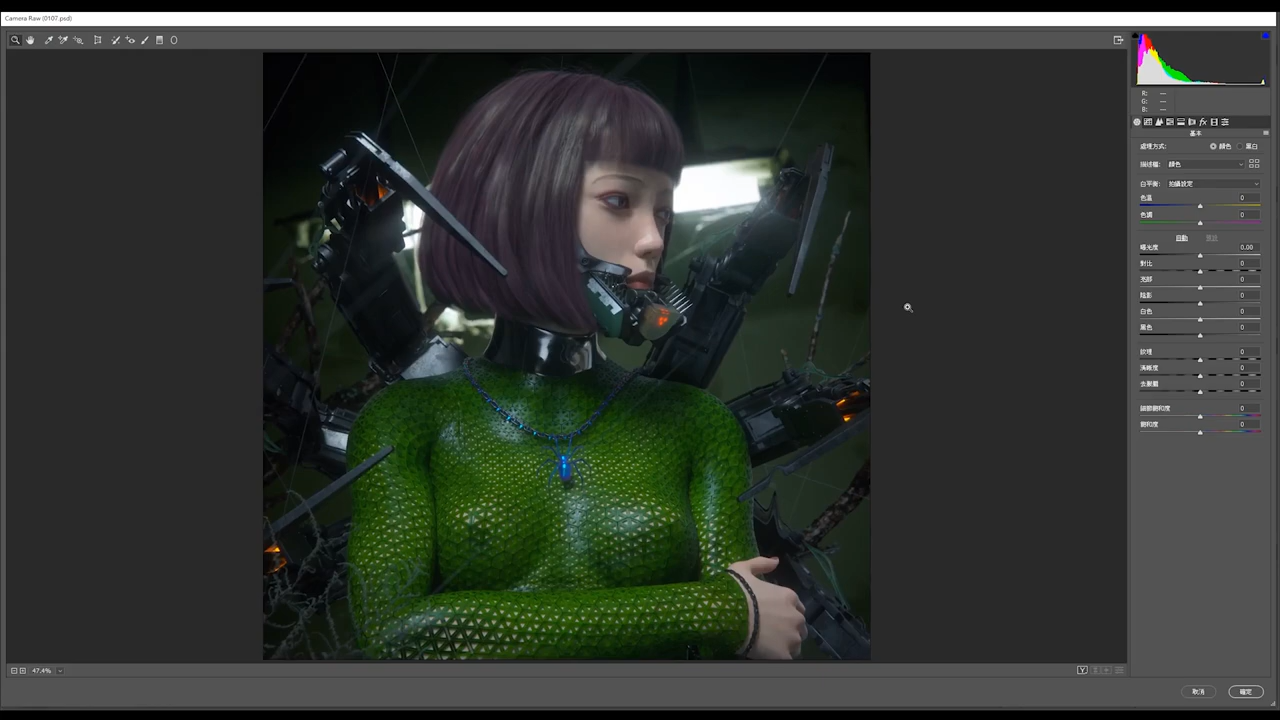 Camera Raw (0107.psd)
R: —
G: —
B: —
fx
基本
處理方式: 顏色 黑白
描述檔: 顏色
白平衡: 拍攝設定
色溫 0
色調 0
自動
曝光度 0.00
對比 0
亮部 0
陰影 0
白色 0
黑色 0
紋理 0
清晰度 0
去朦朧 0
細節飽和度 0
飽和度 0
47.4%
Y
取消 確定